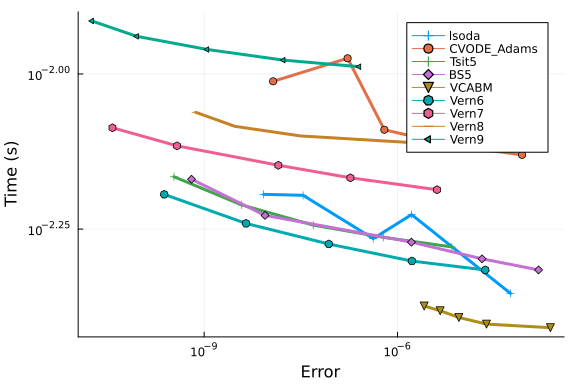 lsoda
CVODE_Adams
Tsit5
BS5
VCABM
Vern6
Vern7
Vern8
Vern9
10^-2.00
10^-2.25
Time (s)
10^-9
10^-6
Error